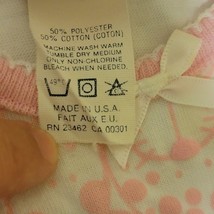 50% POLYESTER
50% COTTON (COTON)
MACHINE WASH WARM
TUMBLE DRY MEDIUM
ONLY NON-CHLORINE
BLEACH WHEN NEEDED.
MADE IN U.S.A.
FAIT AUX E.U.
RN 23462 CA 00301